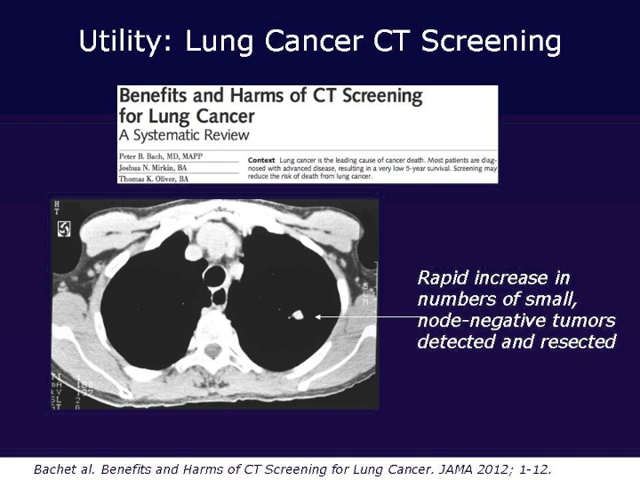 Utility: Lung Cancer CT Screening
Benefits and Harms of CT Screening
for Lung Cancer
A Systematic Review
Peter B. Bach, MD, MAPP
Joshua N. Mirkin, BA
Thomas K. Oliver, BA
Context Lung cancer is the leading cause of cancer death. Most patients are diag-
nosed with advanced disease, resulting in a very low 5-year survival. Screening may
reduce the risk of death from lung cancer.
Rapid increase in
numbers of small,
node-negative tumors
detected and resected
Bachet al. Benefits and Harms of CT Screening for Lung Cancer. JAMA 2012; 1-12.